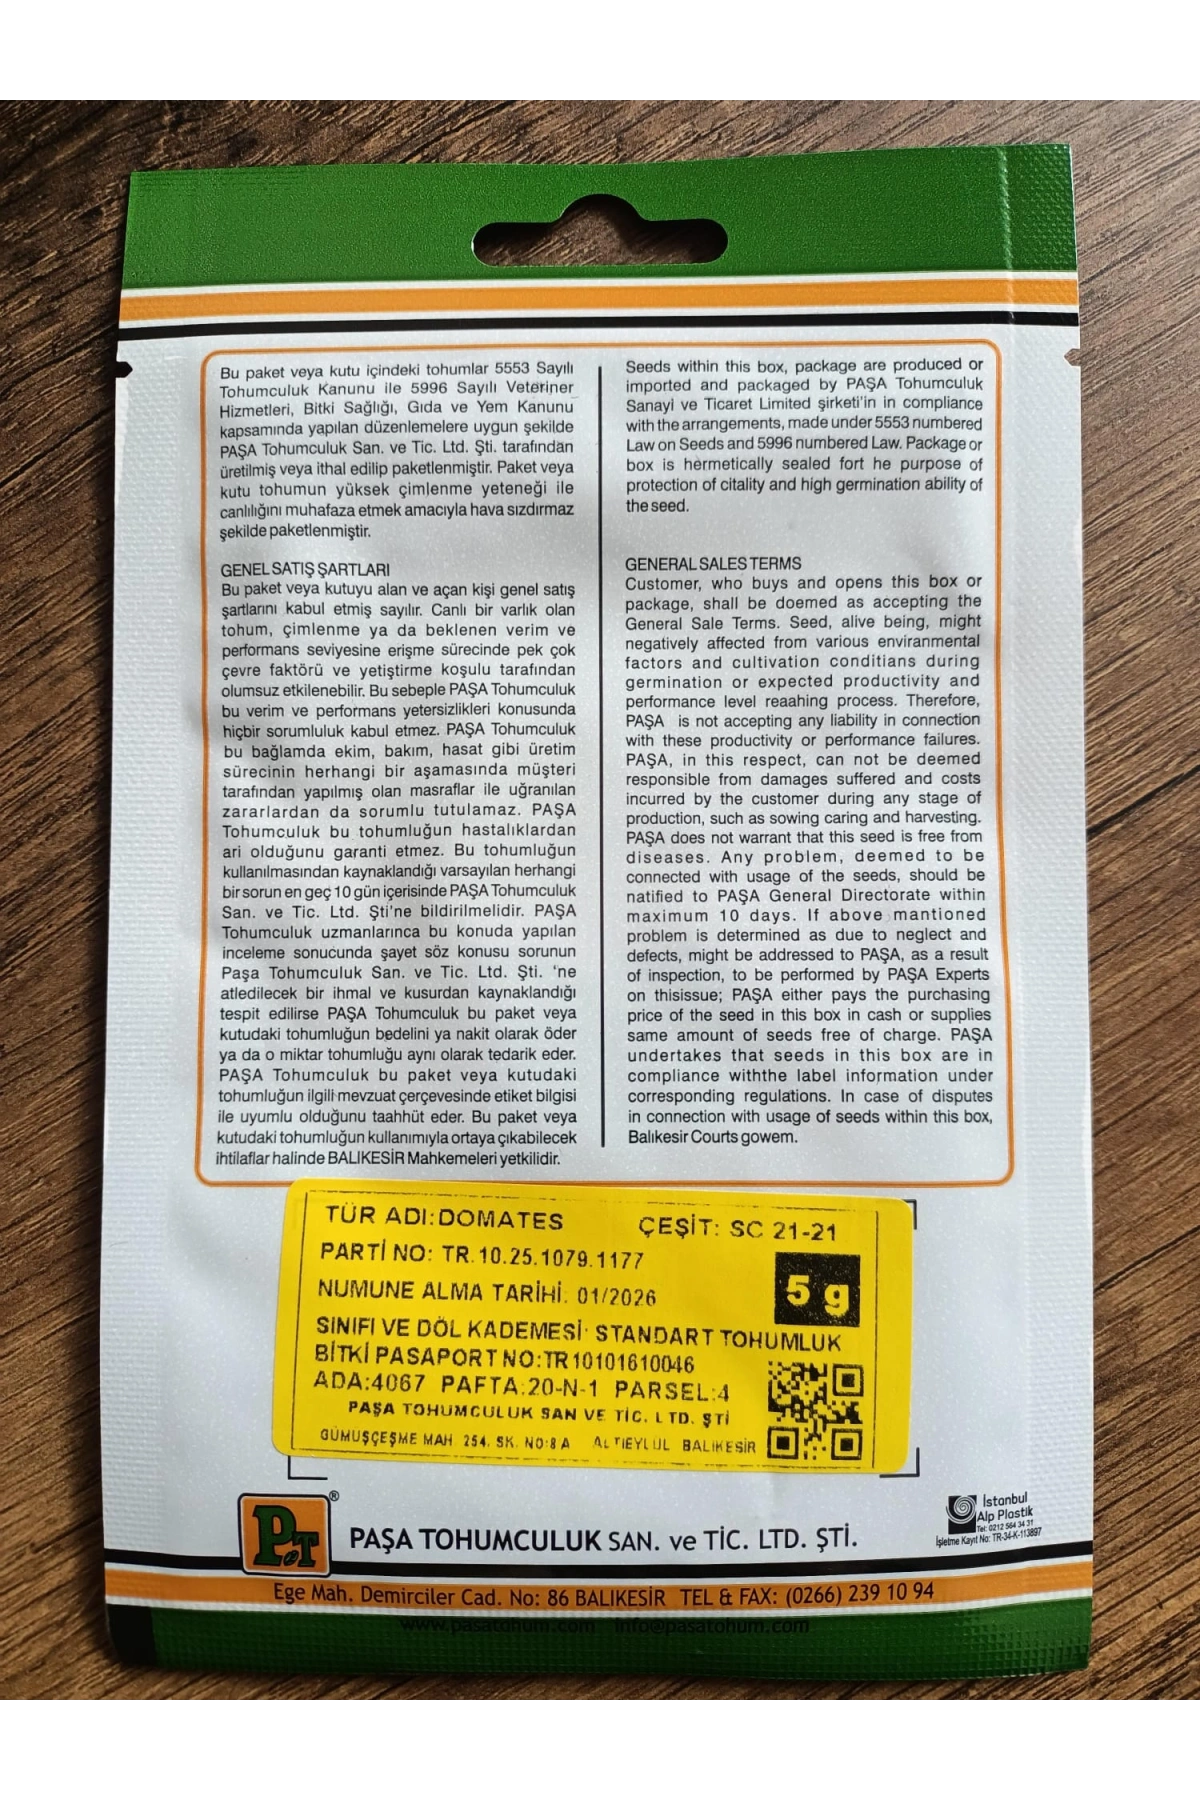 Bu paket veya kutu içindeki tohumlar 5553 Sayılı
Tohumculuk Kanunu ile 5996 Sayılı Veteriner
Hizmetleri, Bitki Sağlığı, Gıda ve Yem Kanunu
kapsamında yapılan düzenlemelere uygun şekilde
PAŞA Tohumculuk San. ve Tic. Ltd. Şti. tarafından
üretilmiş veya ithal edilip paketlenmiştir. Paket veya
kutu tohumun yüksek çimlenme yeteneği ile
canlılığını muhafaza etmek amacıyla hava sızdırmaz
şekilde paketlenmiştir.
GENEL SATIŞ ŞARTLARI
Bu paket veya kutuyu alan ve açan kişi genel satış
şartlarını kabul etmiş sayılır. Canlı bir varlık olan
tohum, çimlenme ya da beklenen verim ve
performans seviyesine erişme sürecinde pek çok
çevre faktörü ve yetiştirme koşulu tarafından
olumsuz etkilenebilir. Bu sebeple PAŞA Tohumculuk
bu verim ve performans yetersizlikleri konusunda
hiçbir sorumluluk kabul etmez. PAŞA Tohumculuk
bu bağlamda ekim, bakım, hasat gibi üretim
sürecinin herhangi bir aşamasında müşteri
tarafından yapılmış olan masraflar ile uğranılan
zararlardan da sorumlu tutulamaz. PAŞA
Tohumculuk bu tohumluğun hastalıklardan
ari olduğunu garanti etmez. Bu tohumluğun
kullanılmasından kaynaklandığı varsayılan herhangi
bir sorun en geç 10 gün içerisinde PAŞA Tohumculuk
San. ve Tic. Ltd. Şti'ne bildirilmelidir. PAŞA
Tohumculuk uzmanlarınca bu konuda yapılan
inceleme sonucunda şayet söz konusu sorunun
Paşa Tohumculuk San. ve Tic. Ltd. Şti. 'ne
atledilecek bir ihmal ve kusurdan kaynaklandığı
tespit edilirse PAŞA Tohumculuk bu paket veya
kutudaki tohumluğun bedelini ya nakit olarak öder
ya da o miktar tohumluğu aynı olarak tedarik eder.
PAŞA Tohumculuk bu paket veya kutudaki
tohumluğun ilgili mevzuat çerçevesinde etiket bilgisi
ile uyumlu olduğunu taahhüt eder. Bu paket veya
kutudaki tohumluğun kullanımıyla ortaya çıkabilecek
ihtilaflar halinde BALIKESİR Mahkemeleri yetkilidir.
Seeds within this box, package are produced or
imported and packaged by PAŞA Tohumculuk
Sanayi ve Ticaret Limited şirketi'in in compliance
with the arrangements, made under 5553 numbered
Law on Seeds and 5996 numbered Law. Package or
box is hermetically sealed fort he purpose of
protection of citality and high germination ability of
the seed.
GENERAL SALES TERMS
Customer, who buys and opens this box or
package, shall be doemed as accepting the
General Sale Terms. Seed, alive being, might
negatively affected from various environmental
factors and cultivation conditians during
germination or expected productivity and
performance level reaahing process. Therefore,
PAŞA is not accepting any liability in connection
with these productivity or performance failures.
PAŞA, in this respect, can not be deemed
responsible from damages suffered and costs
incurred by the customer during any stage of
production, such as sowing caring and harvesting.
PAŞA does not warrant that this seed is free from
diseases. Any problem, deemed to be
connected with usage of the seeds, should be
natified to PAŞA General Directorate within
maximum 10 days. If above mantioned
problem is determined as due to neglect and
defects, might be addressed to PAŞA, as a result
of inspection, to be performed by PAŞA Experts
on thisissue; PAŞA either pays the purchasing
price of the seed in this box in cash or supplies
same amount of seeds free of charge. PAŞA
undertakes that seeds in this box are in
compliance withthe label information under
corresponding regulations. In case of disputes
in connection with usage of seeds within this box,
Balıkesir Courts gowem.
TÜR ADI:DOMATES ÇEŞİT: SC 21-21
PARTİ NO: TR.10.25.1079.1177
5 g
NUMUNE ALMA TARİHİ: 01/2026
SINIFI VE DÖL KADEMESİ: STANDART TOHUMLUK
BİTKİ PASAPORT NO:TR10101610046
ADA:4067 PAFTA:20-N-1 PARSEL:4
PAŞA TOHUMCULUK SAN VE TİC. LTD. ŞTİ
GÜMÜŞÇEŞME MAH 254. SK. NO:8 A ALTIEYLÜL BALIKESİR
PeT®
PAŞA TOHUMCULUK SAN. ve TİC. LTD. ŞTİ.
İstanbul
Alp Plastik
Tel: 0212 564 34 31
İşletme Kayıt No: TR-34-K-113897
Ege Mah. Demirciler Cad. No: 86 BALIKESİR TEL & FAX: (0266) 239 10 94
www.pasatohum.com info@pasatohum.com